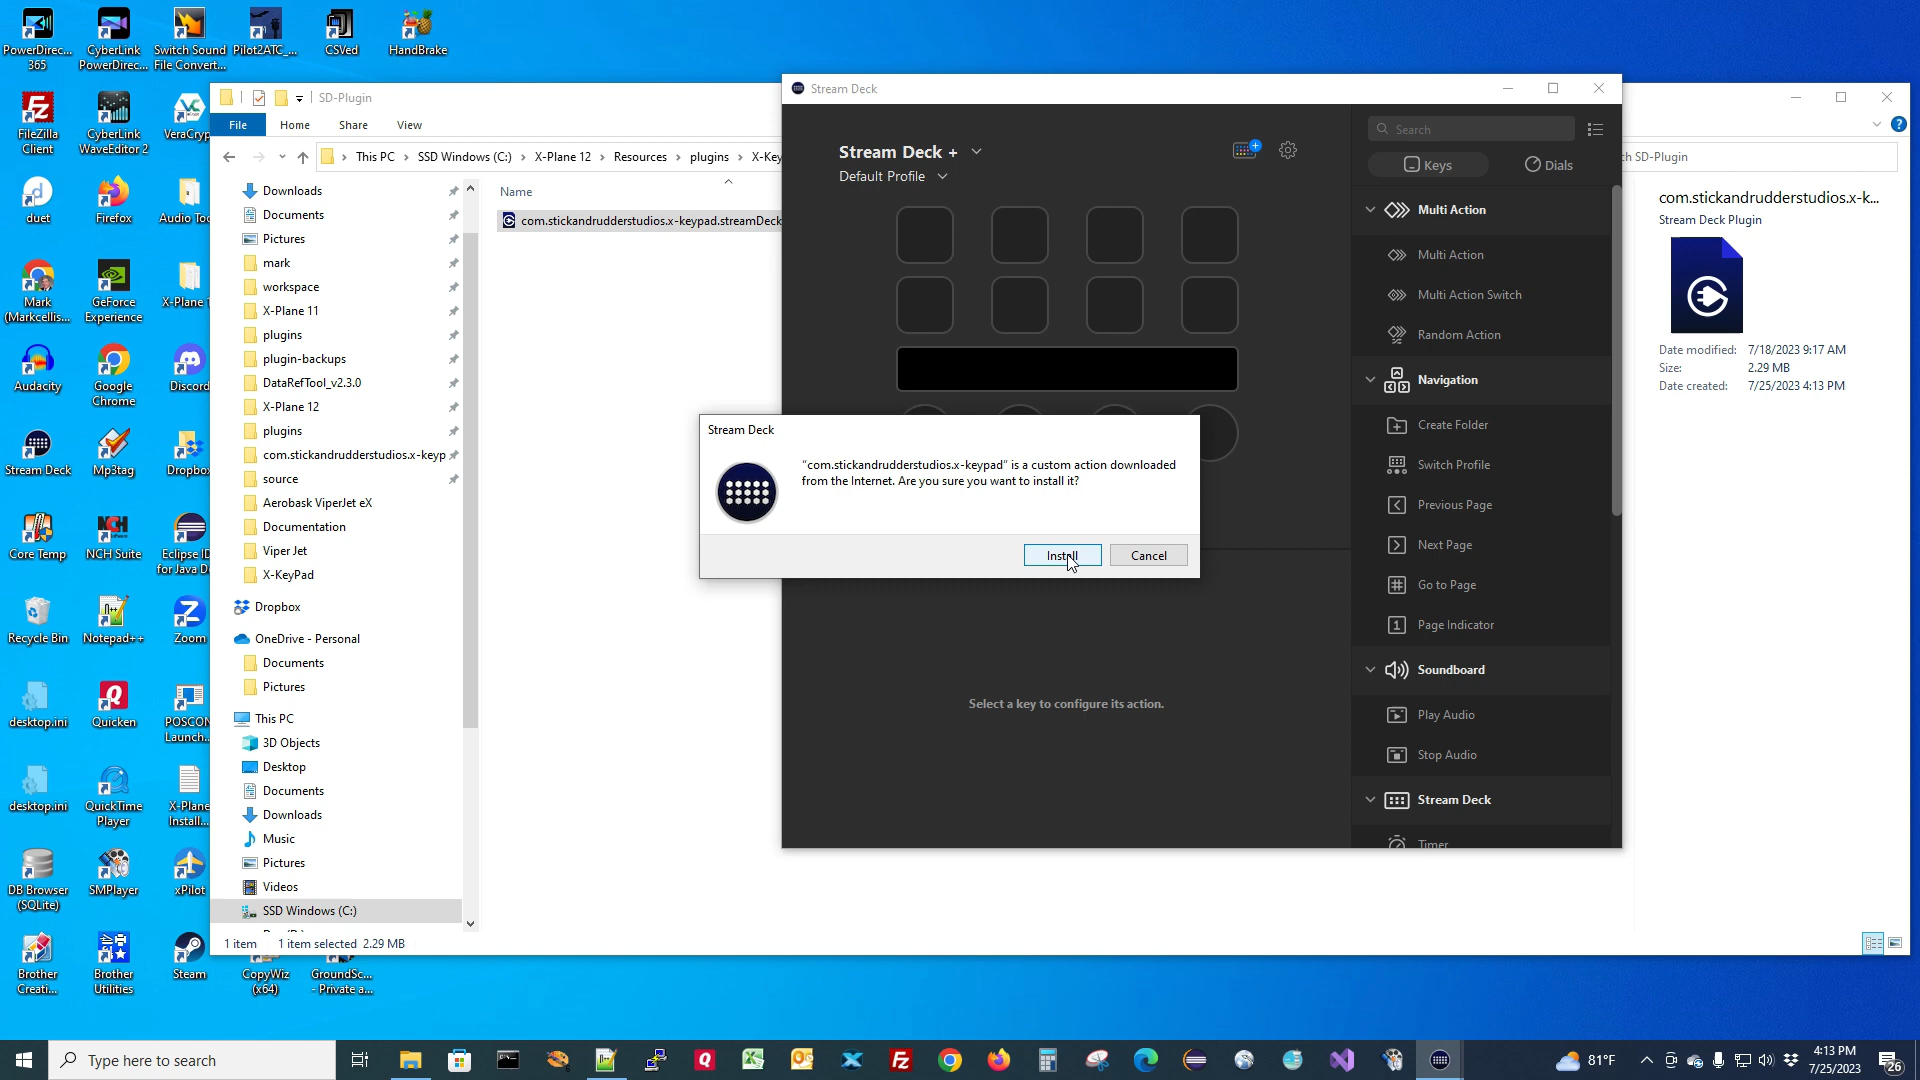 PowerDirec...
365
CyberLink
PowerDirec...
Switch Sound
File Convert...
Pilot2ATC_...
CSVed
HandBrake
FileZilla
Client
CyberLink
WaveEditor 2
VeraCryp
duet
Firefox
Audio Too
Mark
(Markcellis...
GeForce
Experience
X-Plane 1
Audacity
Google
Chrome
Discord
Stream Deck
Mp3tag
Dropbox
Core Temp
NCH Suite
Eclipse ID
for Java De
Recycle Bin
Notepad++
Zoom
desktop.ini
Quicken
POSCON
Launch...
desktop.ini
QuickTime
Player
X-Plane
Install...
DB Browser
(SQLite)
SMPlayer
xPilot
Brother
Creati...
Brother
Utilities
Steam
CopyWiz
(x64)
GroundSc...
- Private a...
SD-Plugin
File
Home
Share
View
This PC
SSD Windows (C:)
X-Plane 12
Resources
plugins
X-Key
ch SD-Plugin
Downloads
Documents
Pictures
mark
workspace
X-Plane 11
plugins
plugin-backups
DataRefTool_v2.3.0
X-Plane 12
plugins
com.stickandrudderstudios.x-keyp
source
Aerobask ViperJet eX
Documentation
Viper Jet
X-KeyPad
Dropbox
OneDrive - Personal
Documents
Pictures
This PC
3D Objects
Desktop
Documents
Downloads
Music
Pictures
Videos
SSD Windows (C:)
Name
com.stickandrudderstudios.x-keypad.streamDeck
1 item
1 item selected 2.29 MB
com.stickandrudderstudios.x-k...
Stream Deck Plugin
Date modified: 7/18/2023 9:17 AM
Size: 2.29 MB
Date created: 7/25/2023 4:13 PM
Stream Deck
Stream Deck +
Default Profile
Search
Keys
Dials
Multi Action
Multi Action
Multi Action Switch
Random Action
Navigation
Create Folder
Switch Profile
Previous Page
Next Page
Go to Page
Page Indicator
Soundboard
Play Audio
Stop Audio
Stream Deck
Timer
Select a key to configure its action.
Stream Deck
"com.stickandrudderstudios.x-keypad" is a custom action downloaded
from the Internet. Are you sure you want to install it?
Install
Cancel
Type here to search
81°F
4:13 PM
7/25/2023
26